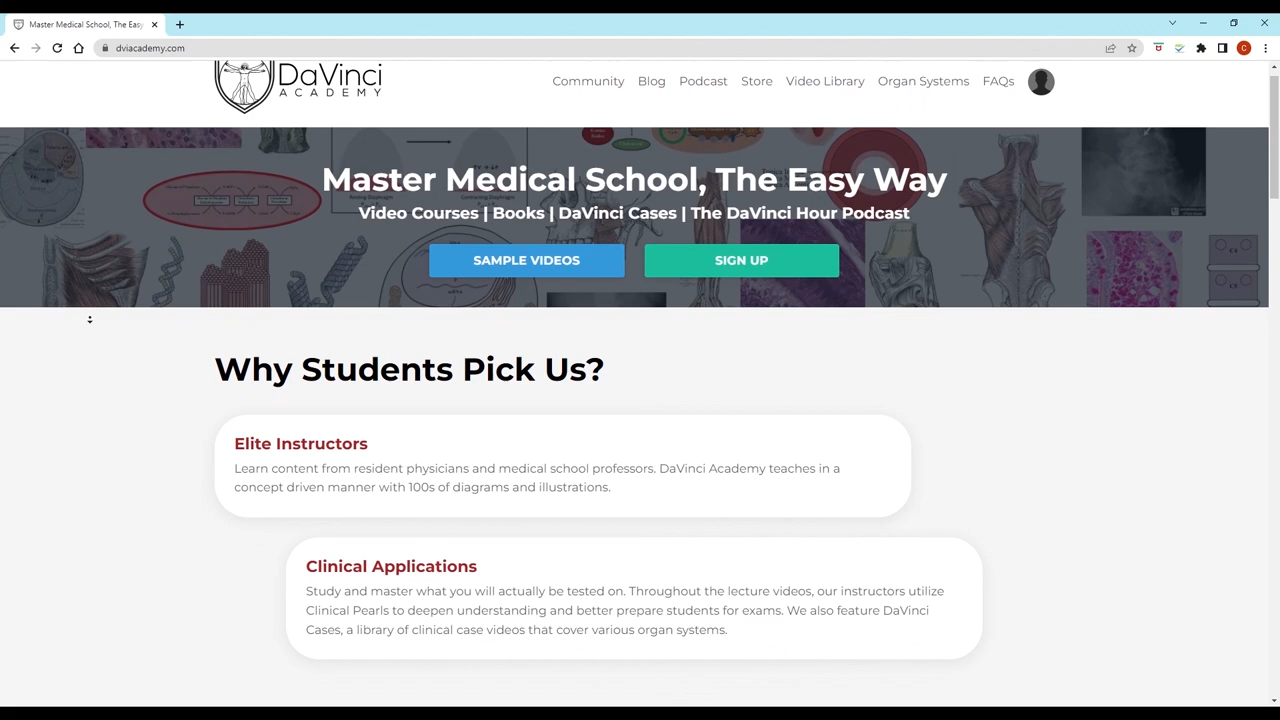 Master Medical School, The Easy
dviacademy.com
C
DaVinci
ACADEMY
Community Blog Podcast Store Video Library Organ Systems FAQs
Master Medical School, The Easy Way
Video Courses | Books | DaVinci Cases | The DaVinci Hour Podcast
SAMPLE VIDEOS
SIGN UP
Why Students Pick Us?
Elite Instructors
Learn content from resident physicians and medical school professors. DaVinci Academy teaches in a
concept driven manner with 100s of diagrams and illustrations.
Clinical Applications
Study and master what you will actually be tested on. Throughout the lecture videos, our instructors utilize
Clinical Pearls to deepen understanding and better prepare students for exams. We also feature DaVinci
Cases, a library of clinical case videos that cover various organ systems.